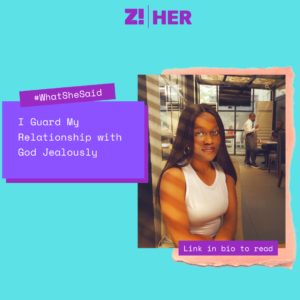 Z! HER
#WhatSheSaid
I Guard My
Relationship with
God Jealously
Link in bio to read